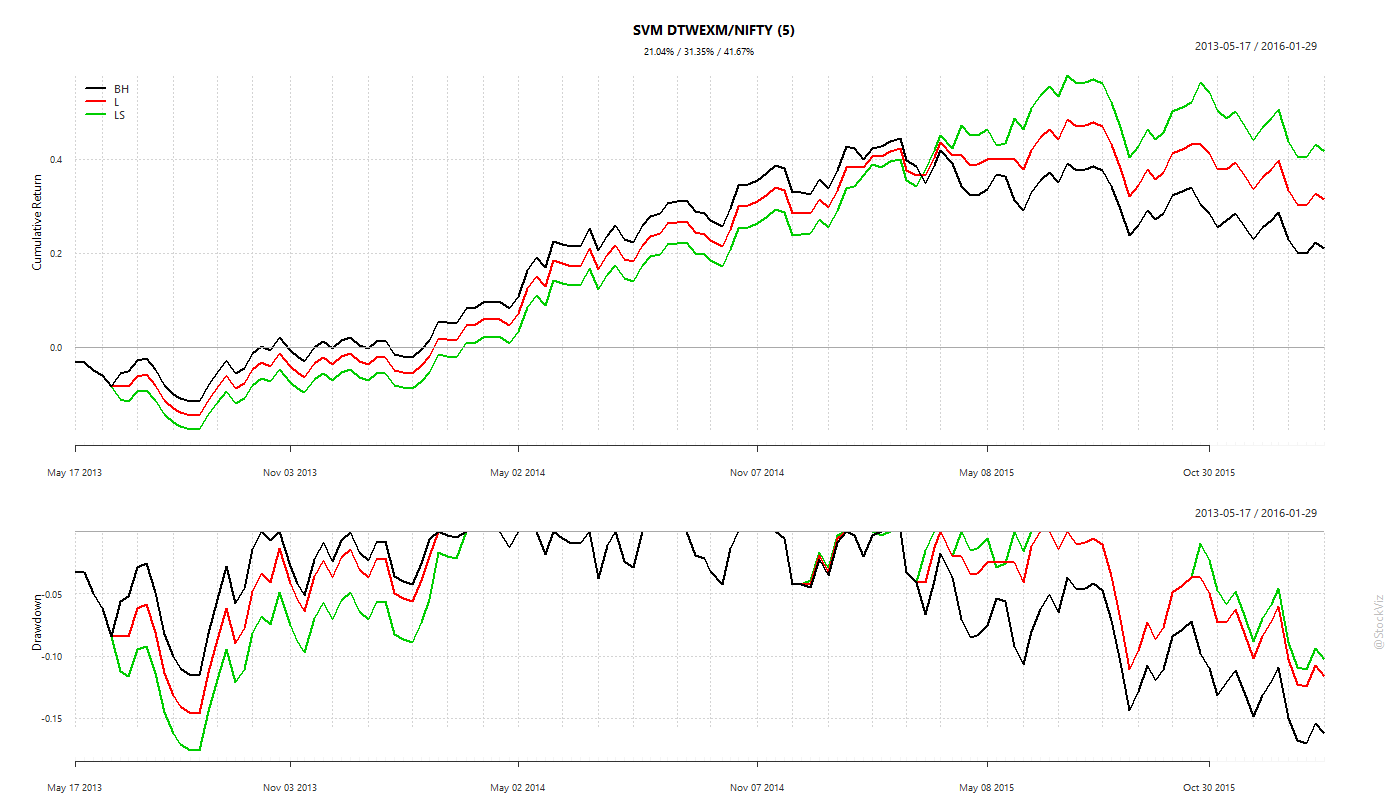 SVM DTWEXM/NIFTY (5)
21.04% / 31.35% / 41.67%
2013-05-17 / 2016-01-29
BH
L
LS
Cumulative Return
0.4
0.2
0.0
May 17 2013 Nov 03 2013 May 02 2014 Nov 07 2014 May 08 2015 Oct 30 2015
2013-05-17 / 2016-01-29
Drawdown
-0.05
-0.10
-0.15
May 17 2013 Nov 03 2013 May 02 2014 Nov 07 2014 May 08 2015 Oct 30 2015
@StockViz